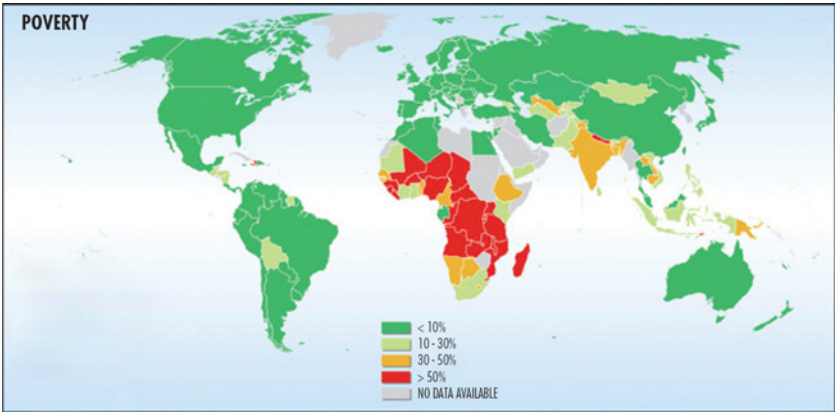 POVERTY
< 10%
10 - 30%
30 - 50%
> 50%
NO DATA AVAILABLE